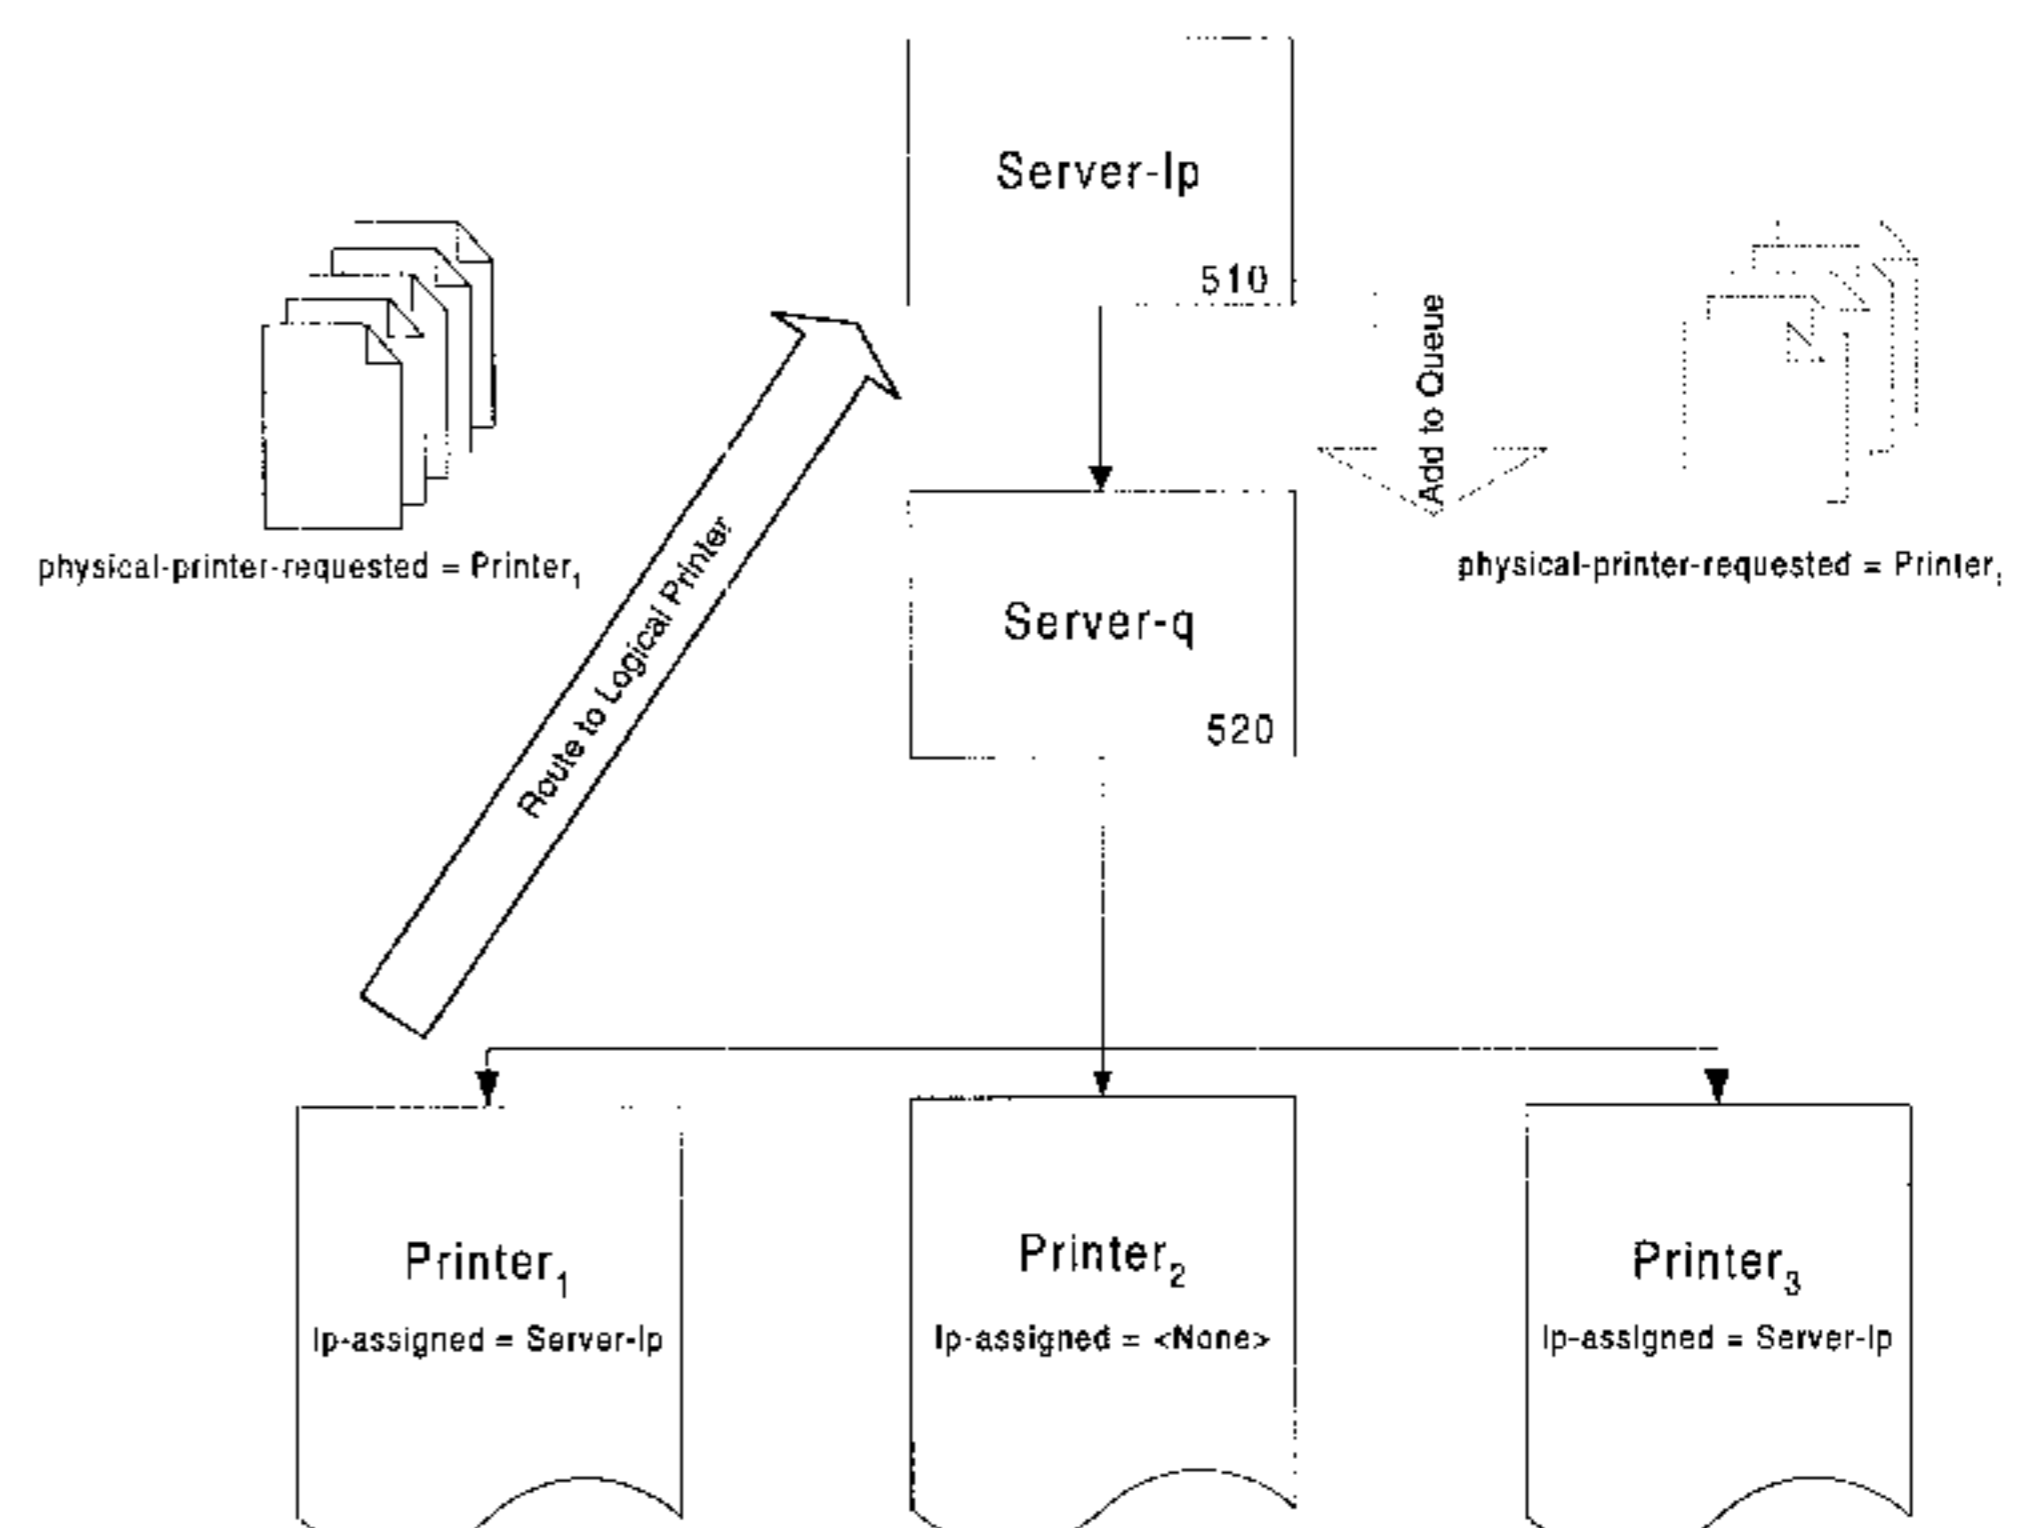 Server-lp
510
Add to Queue
physical-printer-requested = Printer₁
physical-printer-requested = Printer₁
Route to Logical Printer
Server-q
520
Printer₁
lp-assigned = Server-lp
Printer₂
lp-assigned = <None>
Printer₃
lp-assigned = Server-lp